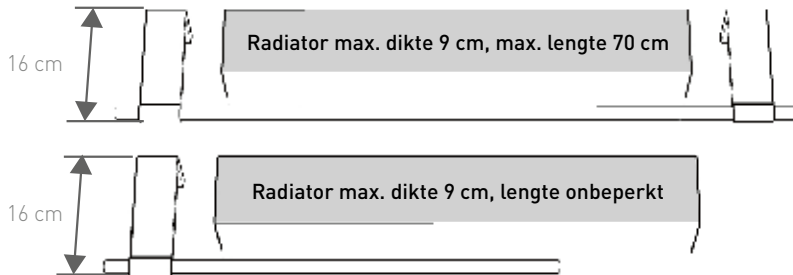 Radiator max. dikte 9 cm, max. lengte 70 cm
16 cm
Radiator max. dikte 9 cm, lengte onbeperkt
16 cm